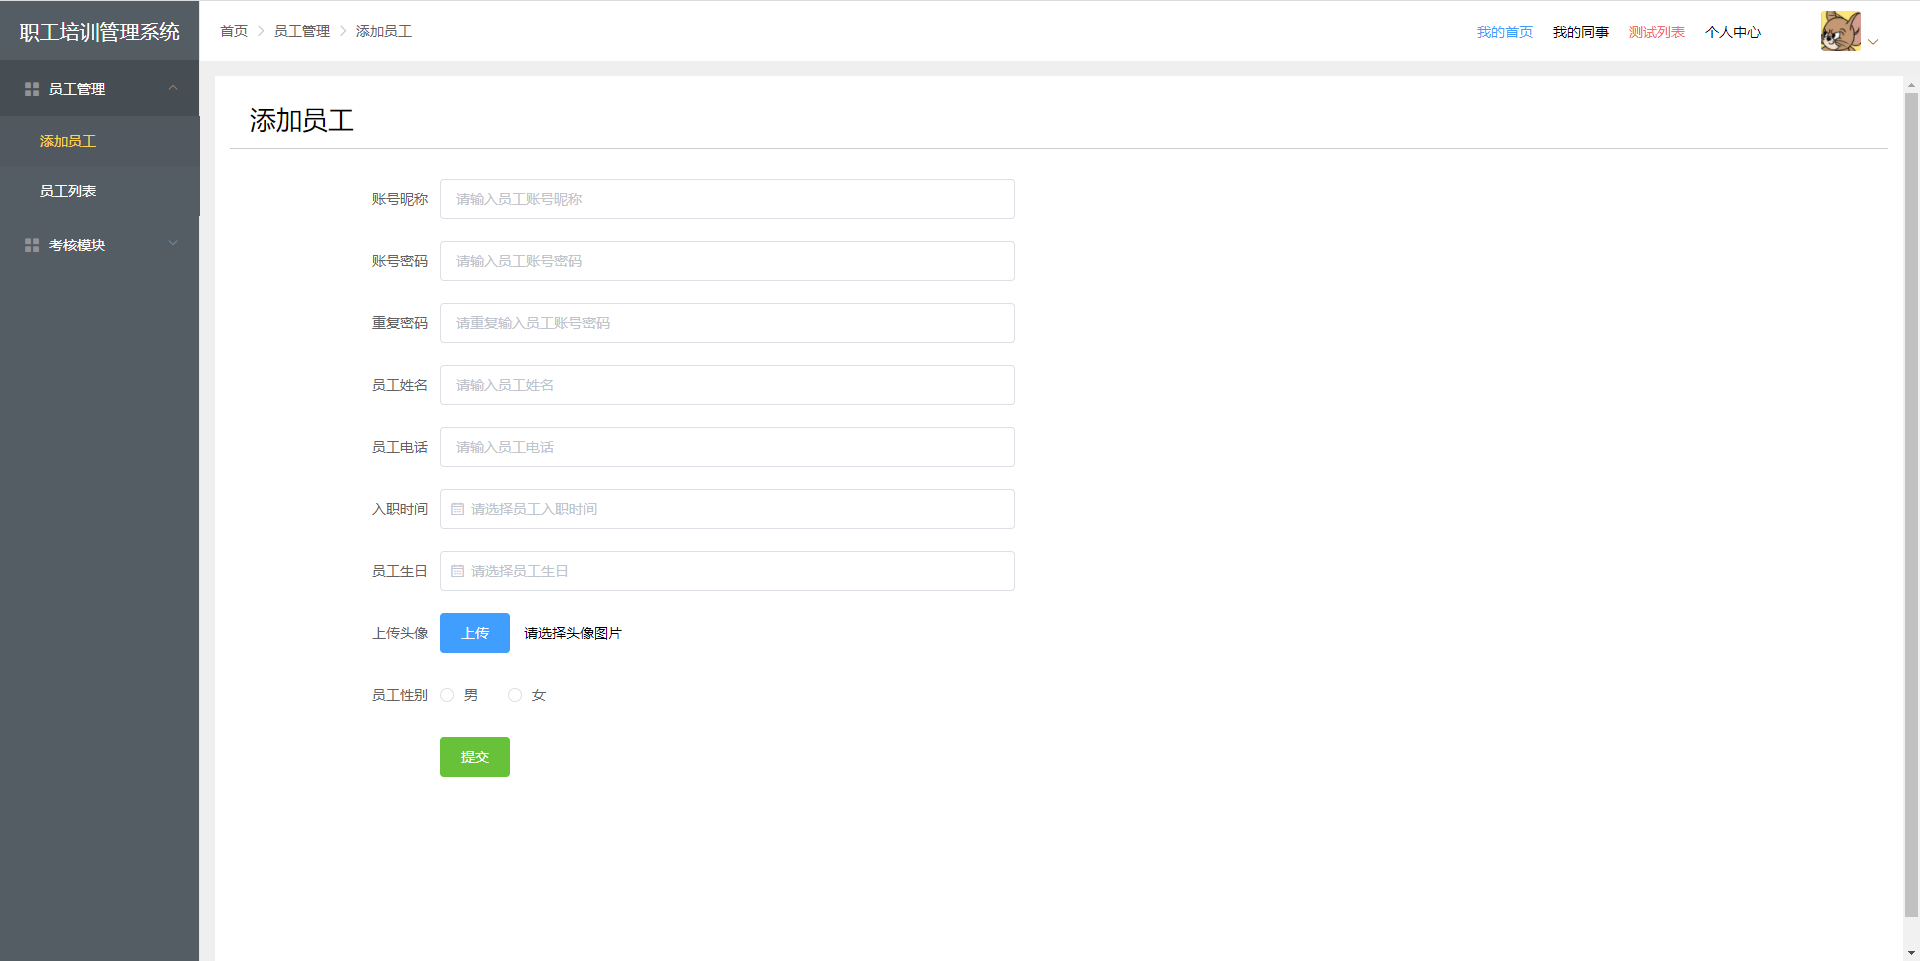 职工培训管理系统
首页 员工管理 添加员工
我的首页 我的同事 测试列表 个人中心
员工管理
添加员工
员工列表
考核模块
添加员工
账号昵称 请输入员工账号昵称
账号密码 请输入员工账号密码
重复密码 请重复输入员工账号密码
员工姓名 请输入员工姓名
员工电话 请输入员工电话
入职时间 请选择员工入职时间
员工生日 请选择员工生日
上传头像 上传 请选择头像图片
员工性别 男 女
提交